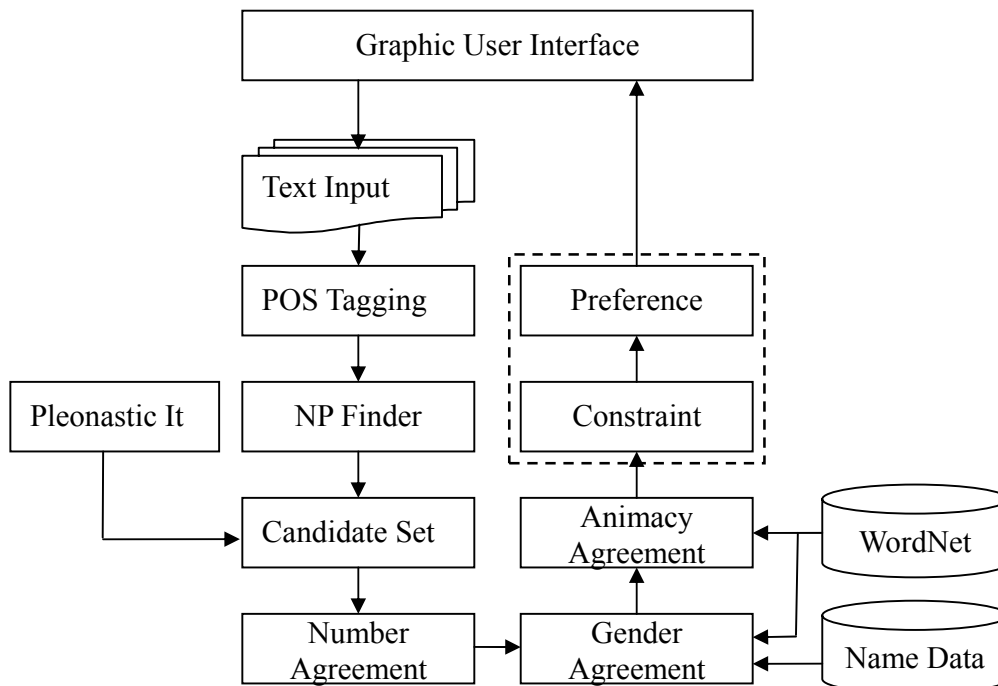 Graphic User Interface
Text Input
POS Tagging
Preference
Pleonastic It
NP Finder
Constraint
Candidate Set
Animacy
Agreement
WordNet
Number
Agreement
Gender
Agreement
Name Data